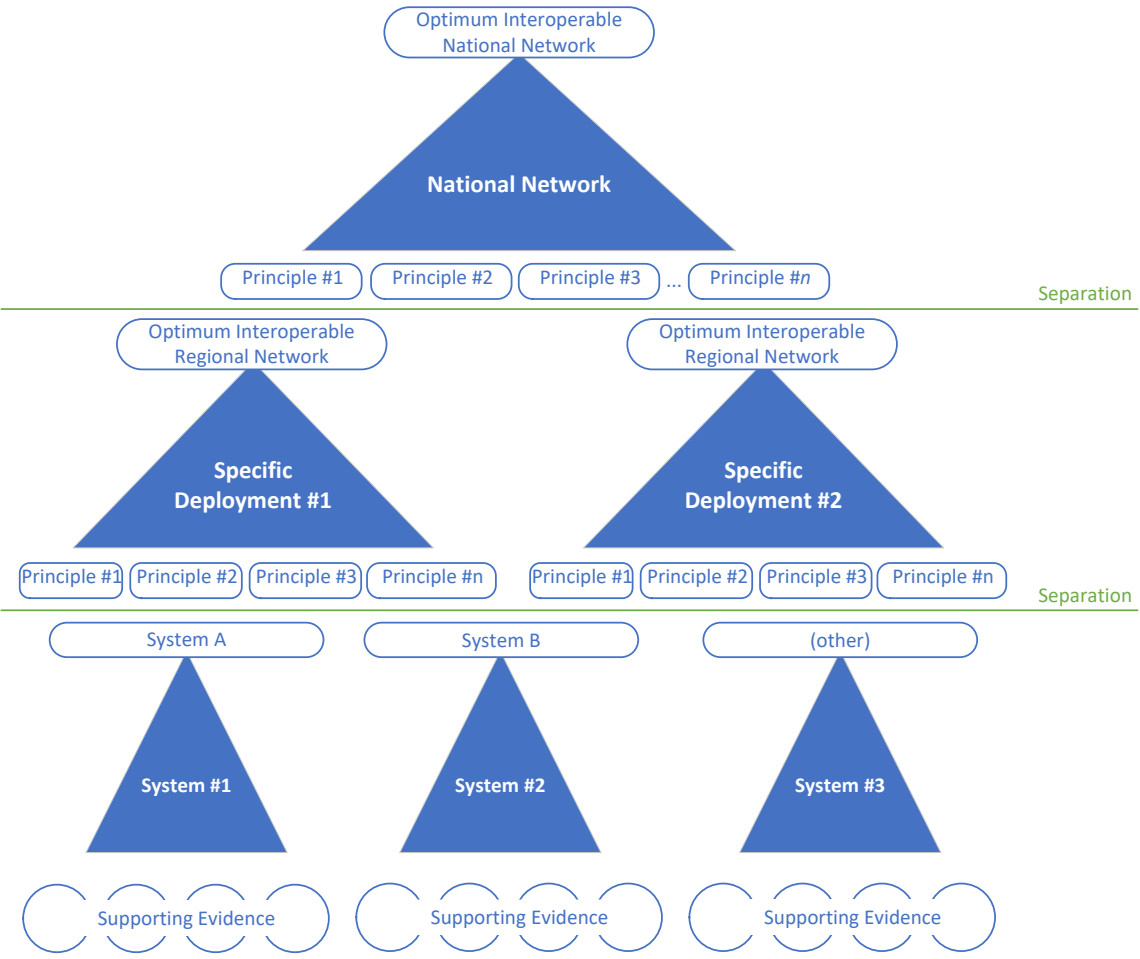 Optimum Interoperable
National Network
National Network
Principle #1 Principle #2 Principle #3 ... Principle #n
Separation
Optimum Interoperable
Regional Network
Optimum Interoperable
Regional Network
Specific
Deployment #1
Specific
Deployment #2
Principle #1 Principle #2 Principle #3 Principle #n
Principle #1 Principle #2 Principle #3 Principle #n
Separation
System A
System B
(other)
System #1
System #2
System #3
Supporting Evidence
Supporting Evidence
Supporting Evidence